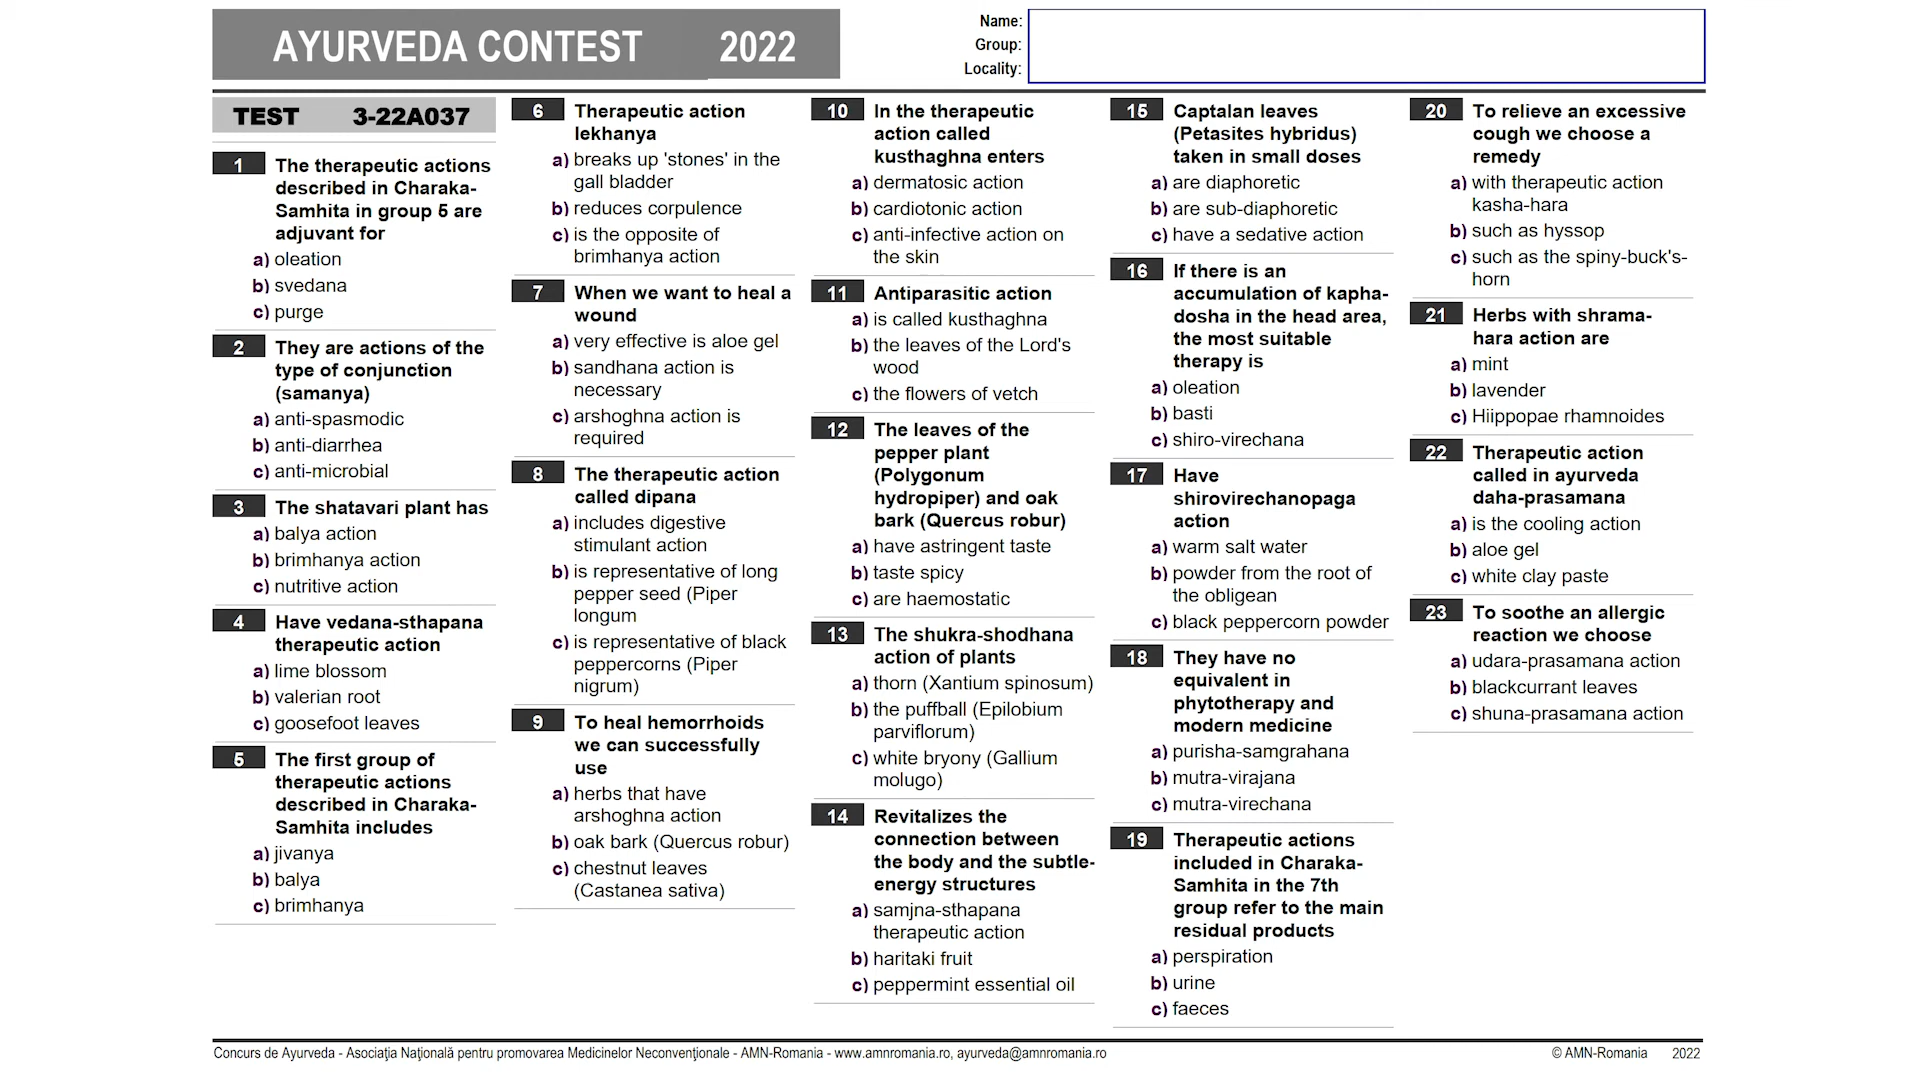 AYURVEDA CONTEST 2022
Name:
Group:
Locality:
TEST 3-22A037
1 The therapeutic actions
described in Charaka-
Samhita in group 5 are
adjuvant for
a) oleation
b) svedana
c) purge
2 They are actions of the
type of conjunction
(samanya)
a) anti-spasmodic
b) anti-diarrhea
c) anti-microbial
3 The shatavari plant has
a) balya action
b) brimhanya action
c) nutritive action
4 Have vedana-sthapana
therapeutic action
a) lime blossom
b) valerian root
c) goosefoot leaves
5 The first group of
therapeutic actions
described in Charaka-
Samhita includes
a) jivanya
b) balya
c) brimhanya
6 Therapeutic action
lekhanya
a) breaks up 'stones' in the
gall bladder
b) reduces corpulence
c) is the opposite of
brimhanya action
7 When we want to heal a
wound
a) very effective is aloe gel
b) sandhana action is
necessary
c) arshoghna action is
required
8 The therapeutic action
called dipana
a) includes digestive
stimulant action
b) is representative of long
pepper seed (Piper
longum
c) is representative of black
peppercorns (Piper
nigrum)
9 To heal hemorrhoids
we can successfully
use
a) herbs that have
arshoghna action
b) oak bark (Quercus robur)
c) chestnut leaves
(Castanea sativa)
10 In the therapeutic
action called
kusthaghna enters
a) dermatosic action
b) cardiotonic action
c) anti-infective action on
the skin
11 Antiparasitic action
a) is called kusthaghna
b) the leaves of the Lord's
wood
c) the flowers of vetch
12 The leaves of the
pepper plant
(Polygonum
hydropiper) and oak
bark (Quercus robur)
a) have astringent taste
b) taste spicy
c) are haemostatic
13 The shukra-shodhana
action of plants
a) thorn (Xantium spinosum)
b) the puffball (Epilobium
parviflorum)
c) white bryony (Gallium
molugo)
14 Revitalizes the
connection between
the body and the subtle-
energy structures
a) samjna-sthapana
therapeutic action
b) haritaki fruit
c) peppermint essential oil
15 Captalan leaves
(Petasites hybridus)
taken in small doses
a) are diaphoretic
b) are sub-diaphoretic
c) have a sedative action
16 If there is an
accumulation of kapha-
dosha in the head area,
the most suitable
therapy is
a) oleation
b) basti
c) shiro-virechana
17 Have
shirovirechanopaga
action
a) warm salt water
b) powder from the root of
the obligean
c) black peppercorn powder
18 They have no
equivalent in
phytotherapy and
modern medicine
a) purisha-samgrahana
b) mutra-virajana
c) mutra-virechana
19 Therapeutic actions
included in Charaka-
Samhita in the 7th
group refer to the main
residual products
a) perspiration
b) urine
c) faeces
20 To relieve an excessive
cough we choose a
remedy
a) with therapeutic action
kasha-hara
b) such as hyssop
c) such as the spiny-buck's-
horn
21 Herbs with shrama-
hara action are
a) mint
b) lavender
c) Hiippopae rhamnoides
22 Therapeutic action
called in ayurveda
daha-prasamana
a) is the cooling action
b) aloe gel
c) white clay paste
23 To soothe an allergic
reaction we choose
a) udara-prasamana action
b) blackcurrant leaves
c) shuna-prasamana action
Concurs de Ayurveda - Asociaţia Naţională pentru promovarea Medicinelor Neconvenţionale - AMN-Romania - www.amnromania.ro, ayurveda@amnromania.ro
© AMN-Romania 2022